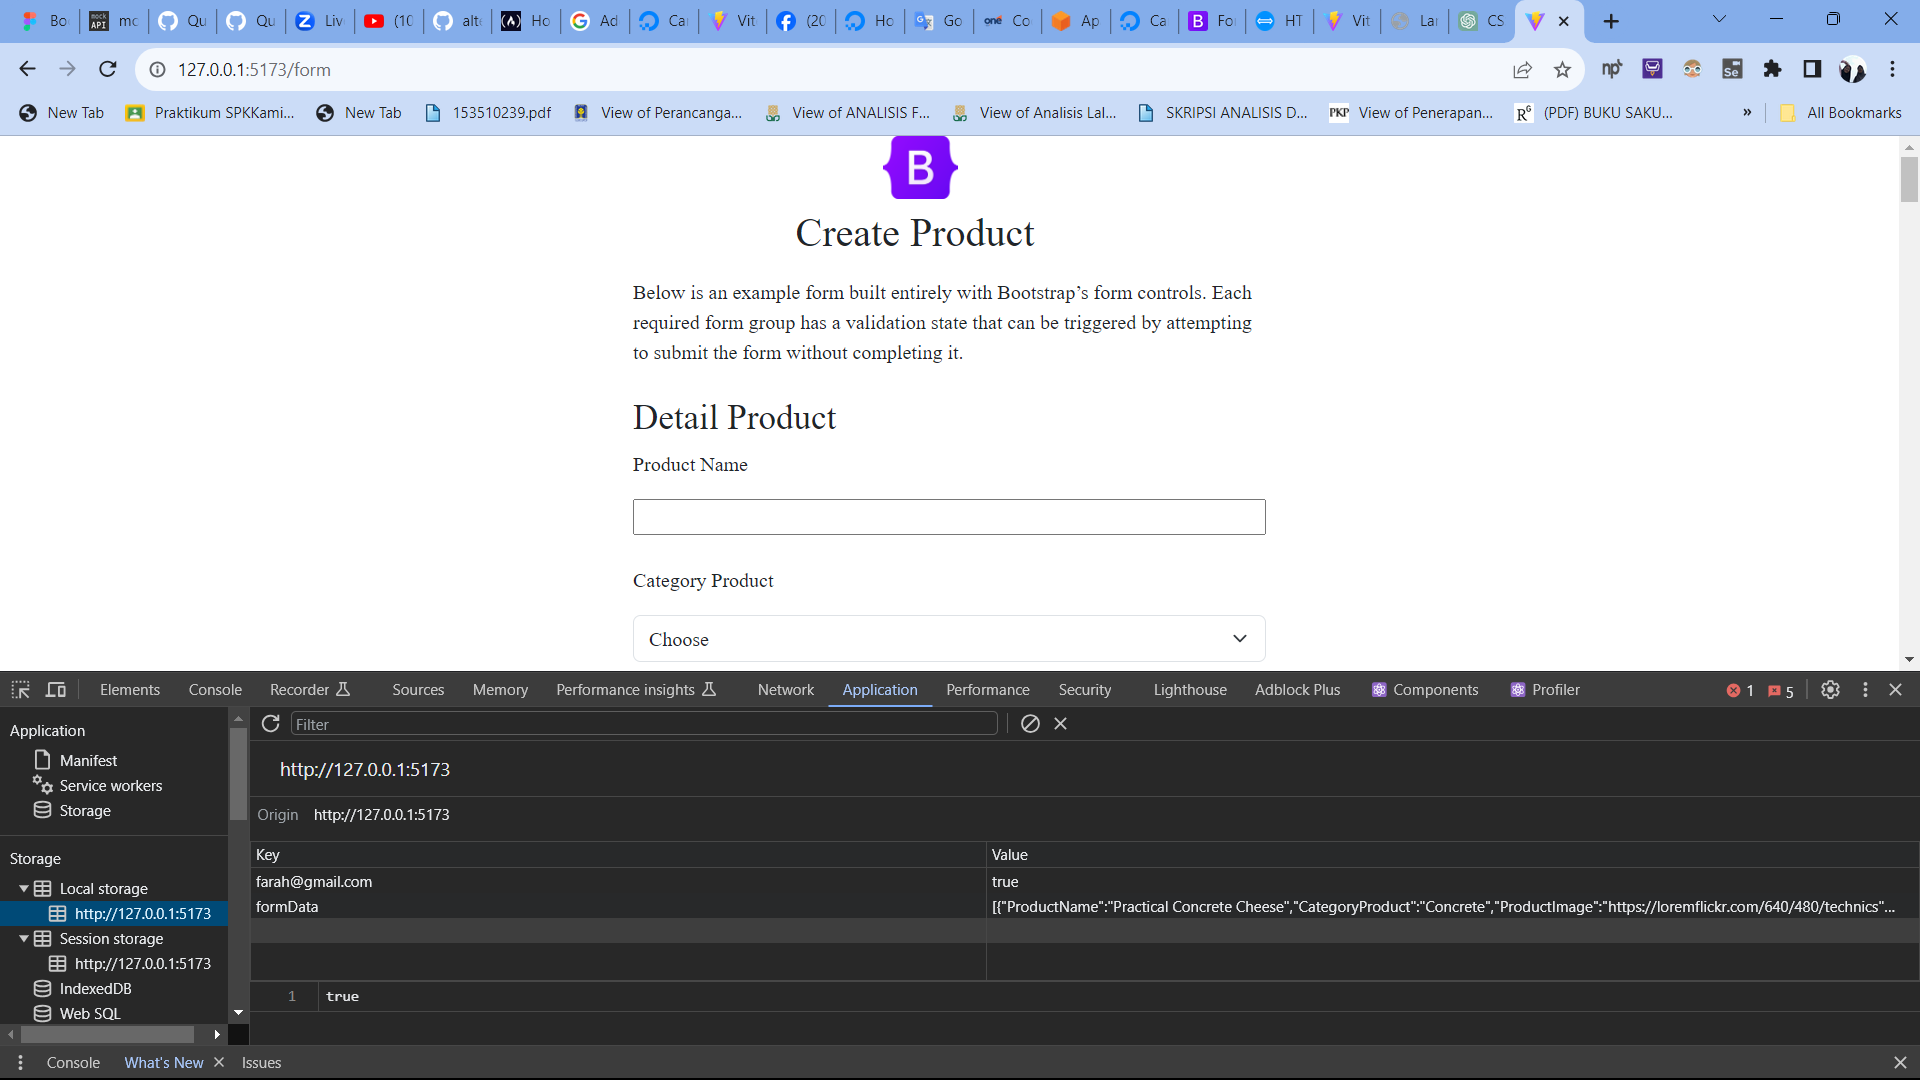 Bo
mc
Qu
Qu
Liv
(10
alte
Ho
Ad
Ca
Vit
(20
Ho
Go
Co
Ap
Ca
Fo
HT
Vit
Lar
CS
127.0.0.1:5173/form
New Tab
Praktikum SPKKami...
New Tab
153510239.pdf
View of Perancanga...
View of ANALISIS F...
View of Analisis Lal...
SKRIPSI ANALISIS D...
PKP View of Penerapan...
(PDF) BUKU SAKU...
» All Bookmarks
B
Create Product
Below is an example form built entirely with Bootstrap’s form controls. Each
required form group has a validation state that can be triggered by attempting
to submit the form without completing it.
Detail Product
Product Name
Category Product
Choose
Elements Console Recorder Sources Memory Performance insights Network Application Performance Security Lighthouse Adblock Plus Components Profiler 1 5
Application
Manifest
Service workers
Storage
Storage
Local storage
http://127.0.0.1:5173
Session storage
http://127.0.0.1:5173
IndexedDB
Web SQL
Filter
http://127.0.0.1:5173
Origin http://127.0.0.1:5173
Key Value
farah@gmail.com true
formData [{"ProductName":"Practical Concrete Cheese","CategoryProduct":"Concrete","ProductImage":"https://loremflickr.com/640/480/technics"...
1 true
Console What's New Issues